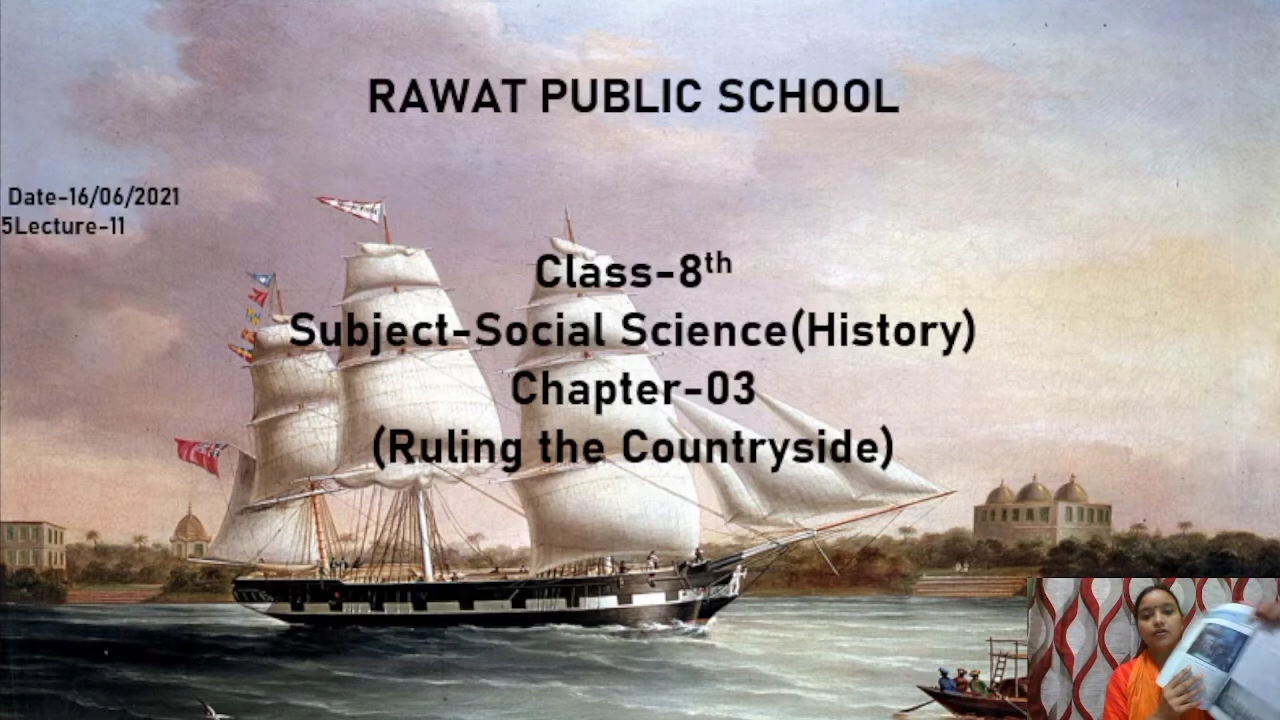 RAWAT PUBLIC SCHOOL
Date-16/06/2021
5Lecture-11
Class-8th
Subject-Social Science(History)
Chapter-03
(Ruling the Countryside)